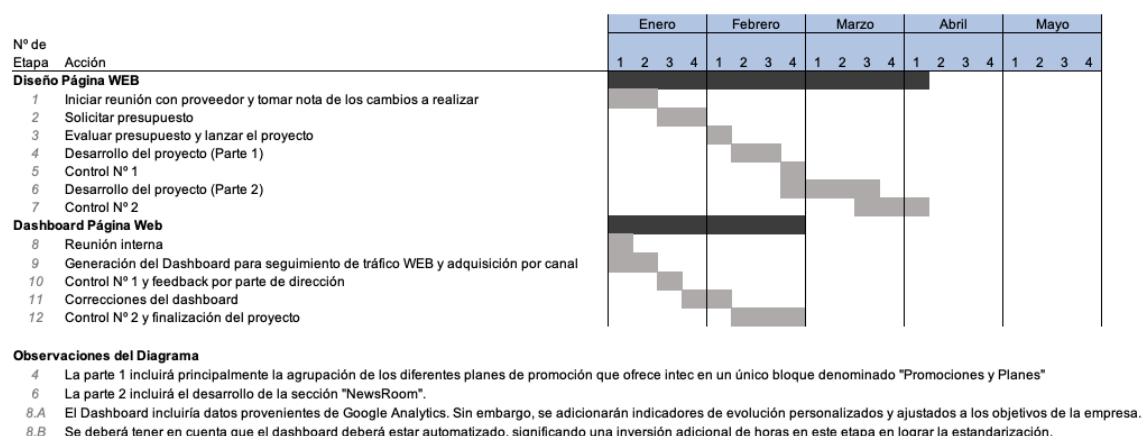 Enero Febrero Marzo Abril Mayo
Nº de
Etapa Acción 1 2 3 4 1 2 3 4 1 2 3 4 1 2 3 4 1 2 3 4
Diseño Página WEB
1 Iniciar reunión con proveedor y tomar nota de los cambios a realizar
2 Solicitar presupuesto
3 Evaluar presupuesto y lanzar el proyecto
4 Desarrollo del proyecto (Parte 1)
5 Control Nº 1
6 Desarrollo del proyecto (Parte 2)
7 Control Nº 2
Dashboard Página Web
8 Reunión interna
9 Generación del Dashboard para seguimiento de tráfico WEB y adquisición por canal
10 Control Nº 1 y feedback por parte de dirección
11 Correcciones del dashboard
12 Control Nº 2 y finalización del proyecto
Observaciones del Diagrama
4 La parte 1 incluirá principalmente la agrupación de los diferentes planes de promoción que ofrece intec en un único bloque denominado "Promociones y Planes"
6 La parte 2 incluirá el desarrollo de la sección "NewsRoom".
8.A El Dashboard incluiría datos provenientes de Google Analytics. Sin embargo, se adicionarán indicadores de evolución personalizados y ajustados a los objetivos de la empresa.
8.B Se deberá tener en cuenta que el dashboard deberá estar automatizado, significando una inversión adicional de horas en este etapa en lograr la estandarización.